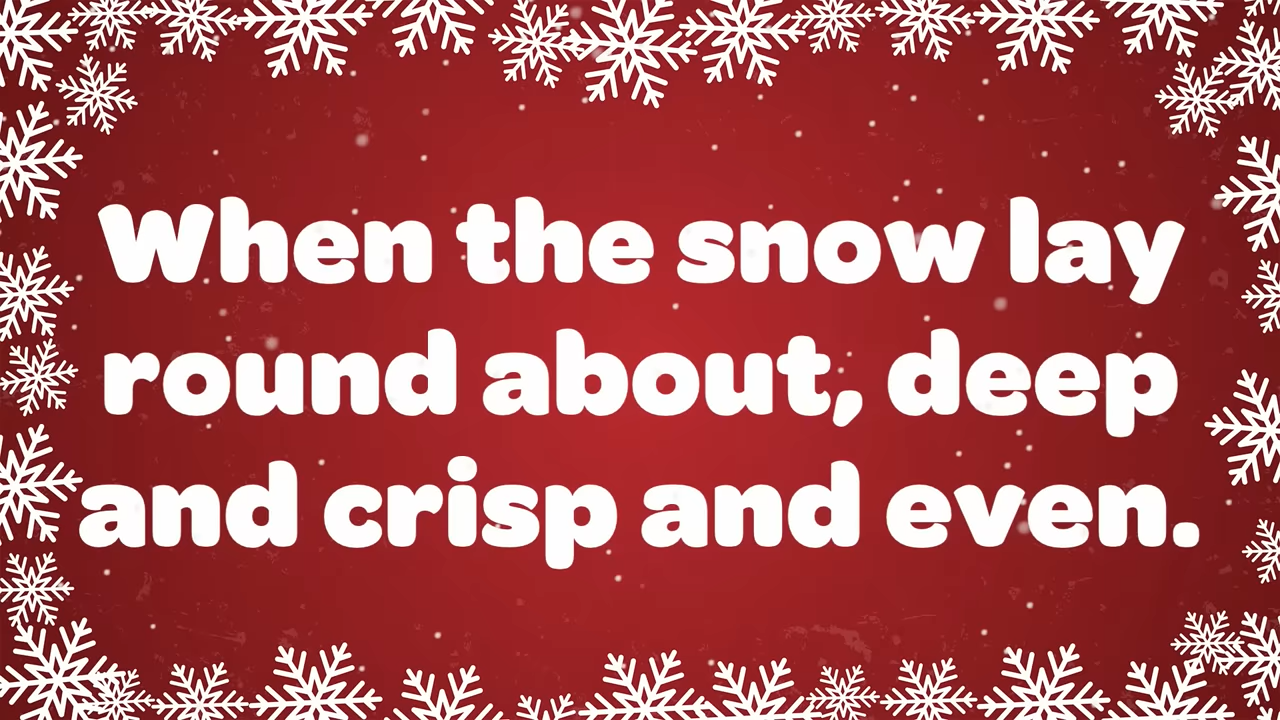 When the snow lay
round about, deep
and crisp and even.